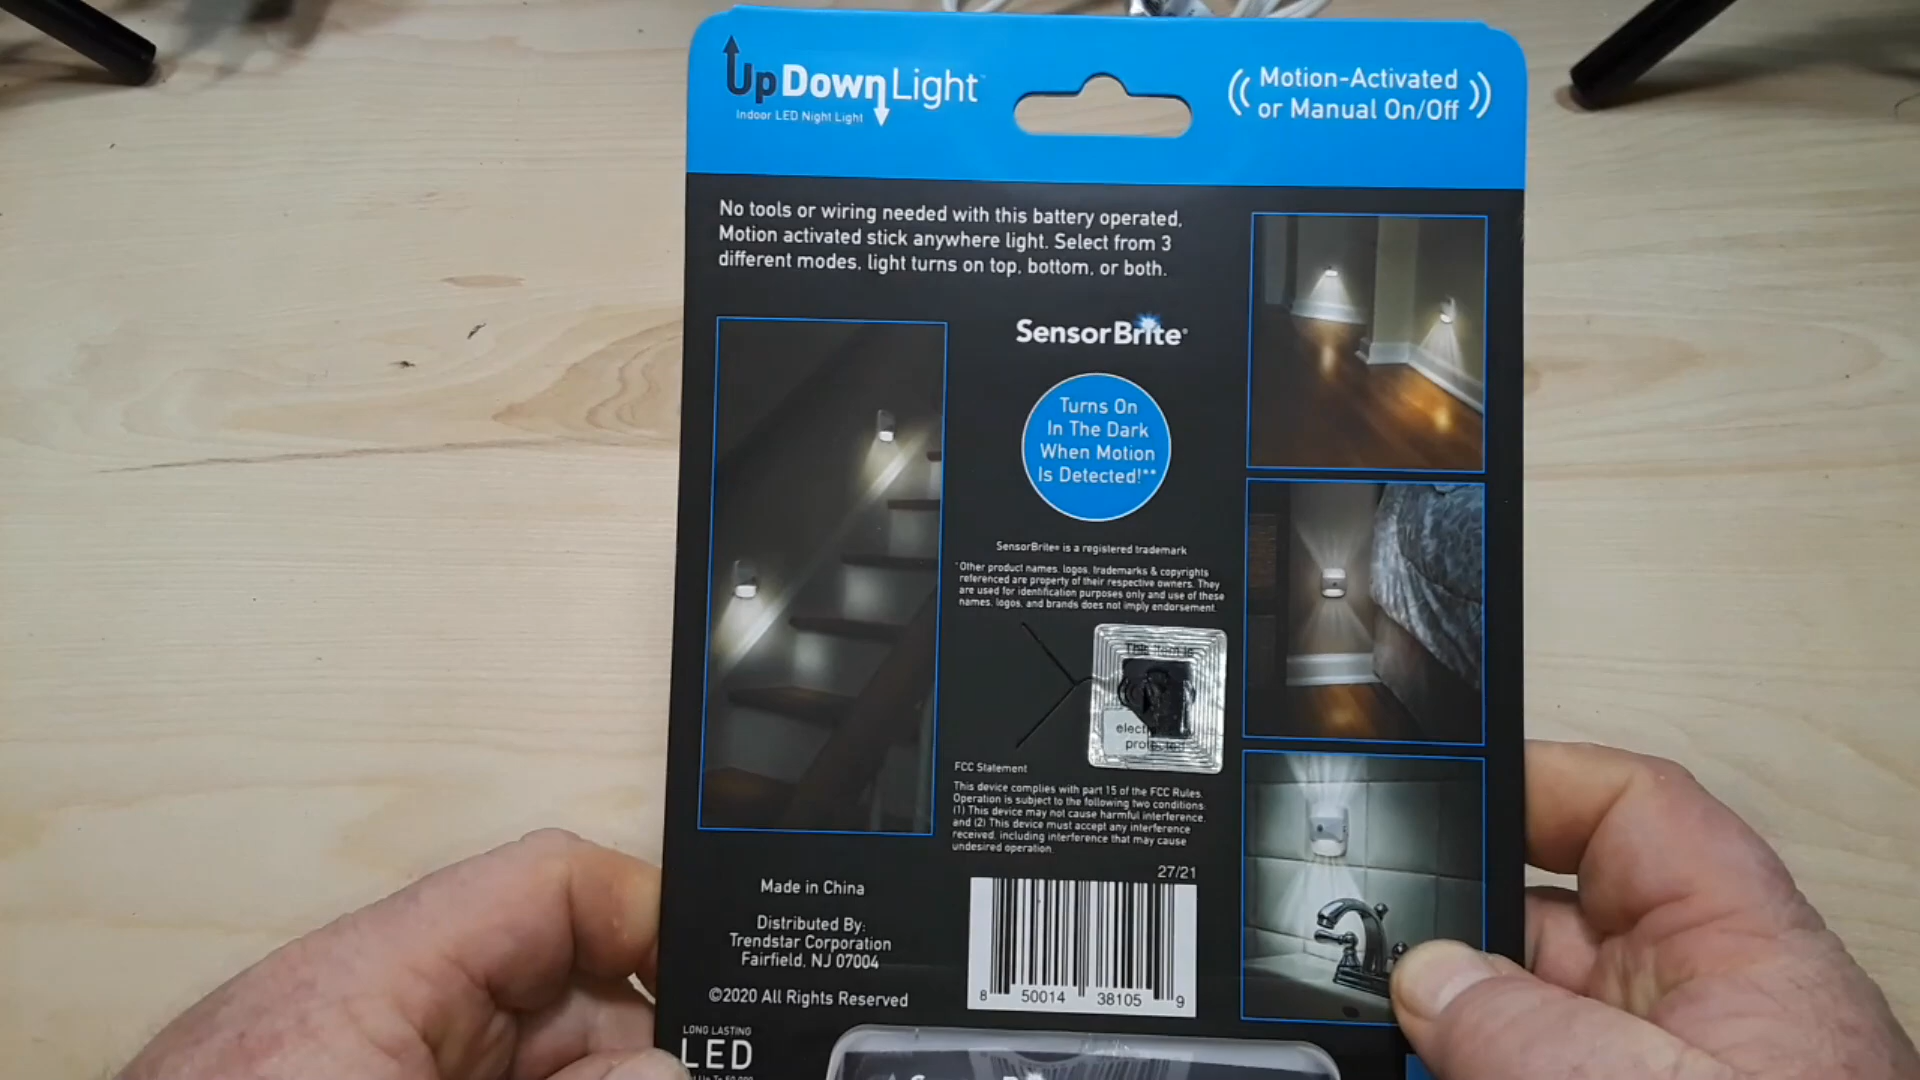 Up Down Light™
Indoor LED Night Light
Motion-Activated
or Manual On/Off
No tools or wiring needed with this battery operated,
Motion activated stick anywhere light. Select from 3
different modes, light turns on top, bottom, or both.
SensorBrite®
Turns On
In The Dark
When Motion
Is Detected!**
SensorBrite® is a registered trademark
*Other product names, logos, trademarks & copyrights
referenced are property of their respective owners. They
are used for identification purposes only and use of these
names, logos, and brands does not imply endorsement.
This item is
protected
FCC Statement
This device complies with part 15 of the FCC Rules.
Operation is subject to the following two conditions:
(1) This device may not cause harmful interference,
and (2) This device must accept any interference
received, including interference that may cause
undesired operation.
27/21
8 50014 38105 9
Made in China
Distributed By:
Trendstar Corporation
Fairfield, NJ 07004
©2020 All Rights Reserved
LONG LASTING
LED